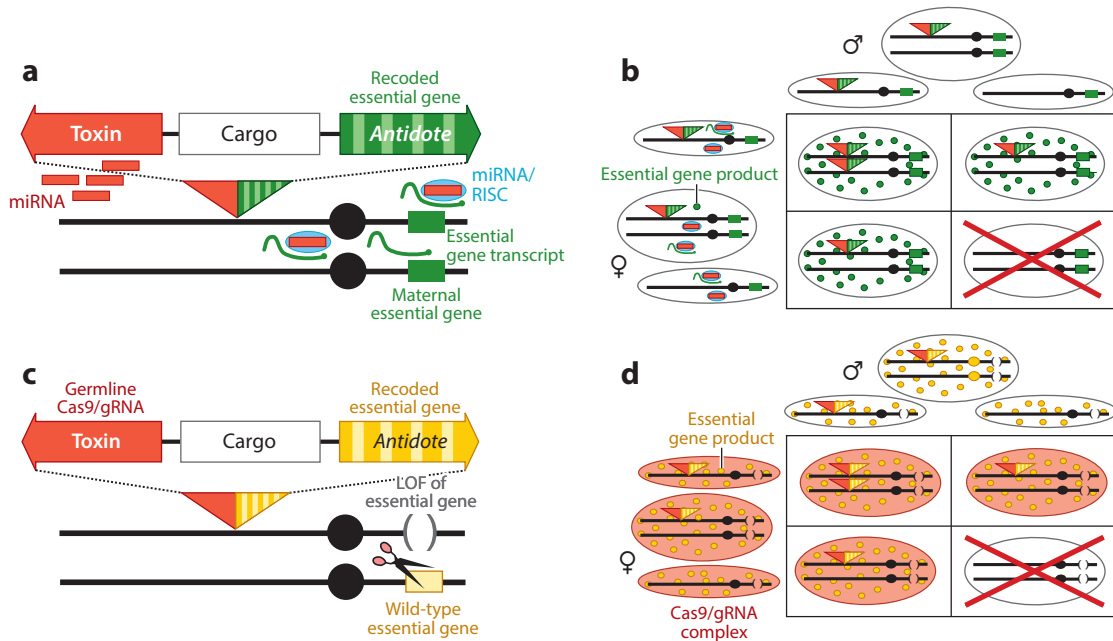 a
Recoded
essential gene
Toxin
Cargo
Antidote
miRNA
miRNA/
RISC
Essential
gene transcript
Maternal
essential gene
b
♂
Essential gene product
♀
c
Germline
Cas9/gRNA
Recoded
essential gene
Toxin
Cargo
Antidote
LOF of
essential gene
Wild-type
essential gene
d
♂
Essential
gene product
♀
Cas9/gRNA
complex